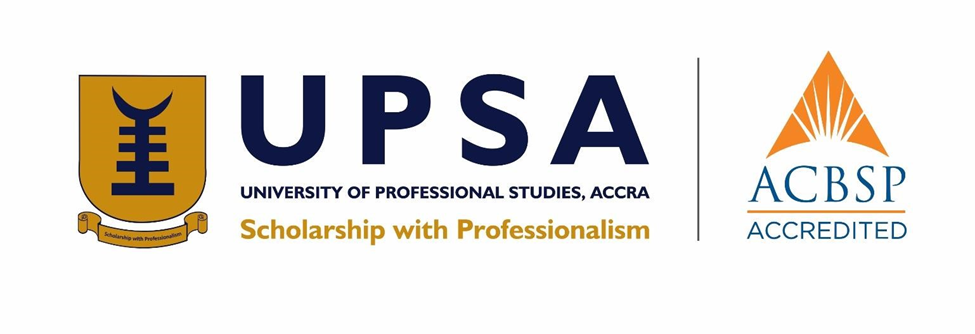 Scholarship with Professionalism
UPSA
UNIVERSITY OF PROFESSIONAL STUDIES, ACCRA
Scholarship with Professionalism
ACBSP
ACCREDITED